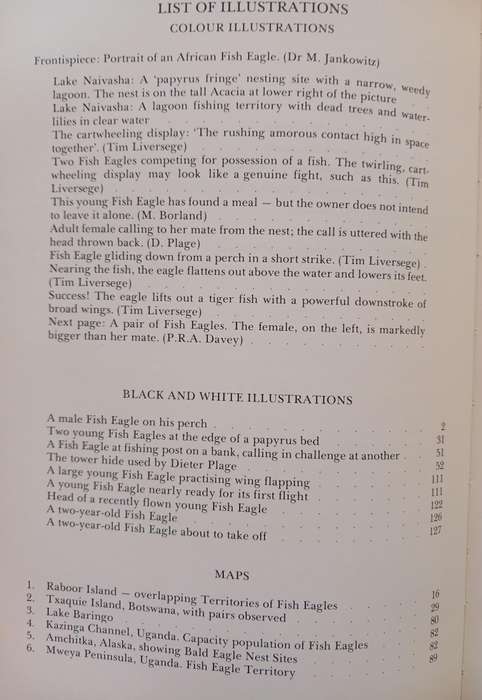 LIST OF ILLUSTRATIONS
COLOUR ILLUSTRATIONS
Frontispiece: Portrait of an African Fish Eagle. (Dr M. Jankowitz)
Lake Naivasha: A 'papyrus fringe' nesting site with a narrow, weedy
lagoon. The nest is on the tall Acacia at lower right of the picture
Lake Naivasha: A lagoon fishing territory with dead trees and water-
lilies in clear water . . . . . . . . . .
The cartwheeling display: 'The rushing amorous contact high in space
together'. (Tim Liversege) . . . . . . . .
Two Fish Eagles competing for possession of a fish. The twirling, cart-
wheeling display may look like a genuine fight, such as this. (Tim
Liversege) . . . . . . . . . . .
This young Fish Eagle has found a meal — but the owner does not intend
to leave it alone. (M. Borland) . . . . . . . .
Adult female calling to her mate from the nest; the call is uttered with the
head thrown back. (D. Plage) . . . . . . . .
Fish Eagle gliding down from a perch in a short strike. (Tim Liversege) .
Nearing the fish, the eagle flattens out above the water and lowers its feet.
(Tim Liversege) . . . . . . . . . .
Success! The eagle lifts out a tiger fish with a powerful downstroke of
broad wings. (Tim Liversege) . . . . . . . .
Next page: A pair of Fish Eagles. The female, on the left, is markedly
bigger than her mate. (P.R.A. Davey) . . . . . .
BLACK AND WHITE ILLUSTRATIONS
A male Fish Eagle on his perch . . . . . . . . 2
Two young Fish Eagles at the edge of a papyrus bed . . . . 31
A Fish Eagle at fishing post on a bank, calling in challenge at another . . 51
The tower hide used by Dieter Plage . . . . . . . 52
A large young Fish Eagle practising wing flapping . . . . . 111
A young Fish Eagle nearly ready for its first flight . . . . . 111
Head of a recently flown young Fish Eagle . . . . . . 122
A two-year-old Fish Eagle . . . . . . . . 126
A two-year-old Fish Eagle about to take off . . . . . . 127
MAPS
1. Raboor Island — overlapping Territories of Fish Eagles . . . . 16
2. Txaquie Island, Botswana, with pairs observed . . . . . 29
3. Lake Baringo . . . . . . . . . . 80
4. Kazinga Channel, Uganda. Capacity population of Fish Eagles . . . 82
5. Amchitka, Alaska, showing Bald Eagle Nest Sites . . . . . 82
6. Mweya Peninsula, Uganda. Fish Eagle Territory . . . . . 89